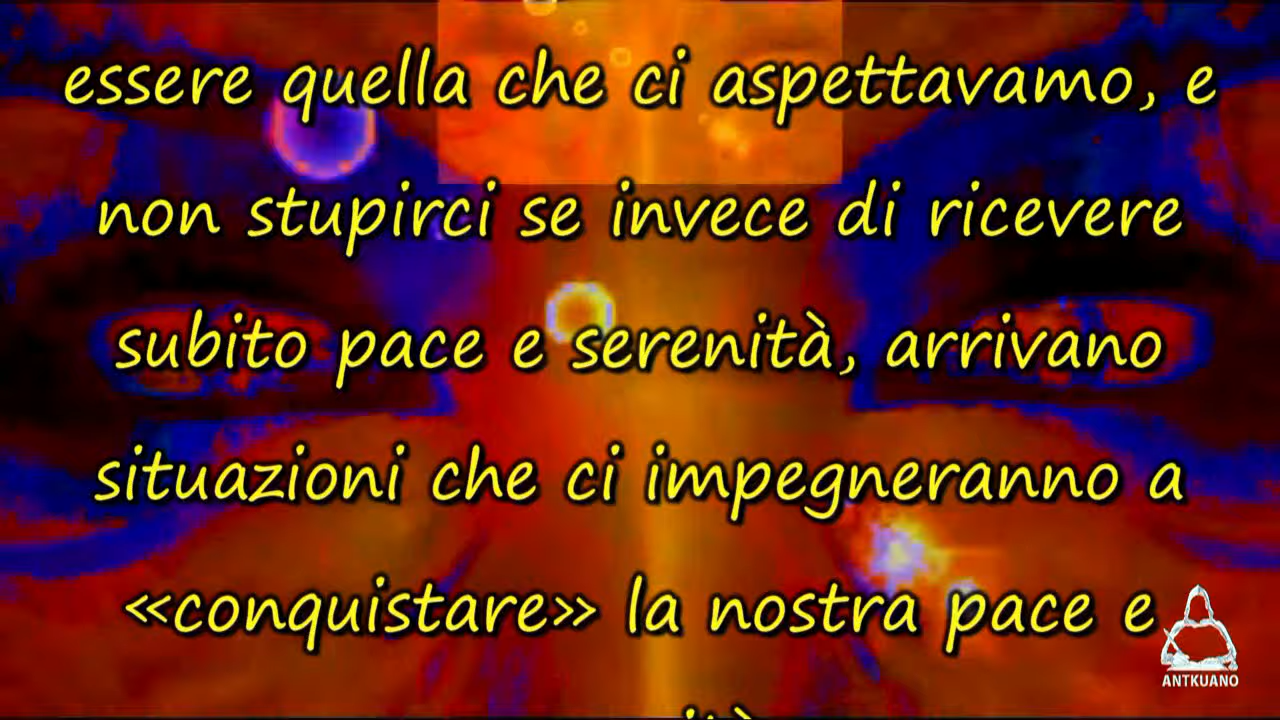 essere quella che ci aspettavamo, e
non stupirci se invece di ricevere
subito pace e serenità, arrivano
situazioni che ci impegneranno a
«conquistare» la nostra pace e
ANTKUANO